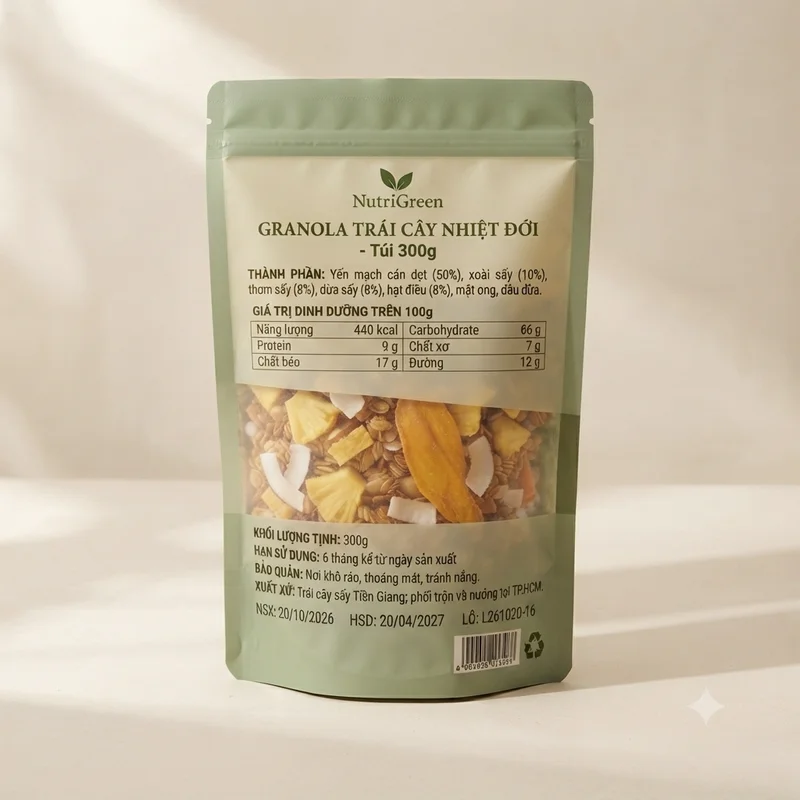 NutriGreen
GRANOLA TRÁI CÂY NHIỆT ĐỚI
- Túi 300g
THÀNH PHẦN: Yến mạch cán dẹt (50%), xoài sấy (10%),
thơm sấy (8%), dừa sấy (8%), hạt điều (8%), mật ong, dầu dừa.
GIÁ TRỊ DINH DƯỠNG TRÊN 100g
Năng lượng 440 kcal Carbohydrate 66 g
Protein 9 g Chất xơ 7 g
Chất béo 17 g Đường 12 g
KHỐI LƯỢNG TỊNH: 300g
HẠN SỬ DỤNG: 6 tháng kể từ ngày sản xuất
BẢO QUẢN: Nơi khô ráo, thoáng mát, tránh nắng.
XUẤT XỨ: Trái cây sấy Tiền Giang; phối trộn và nướng tại TP.HCM.
NSX: 20/10/2026 HSD: 20/04/2027 LÔ: L261020-16